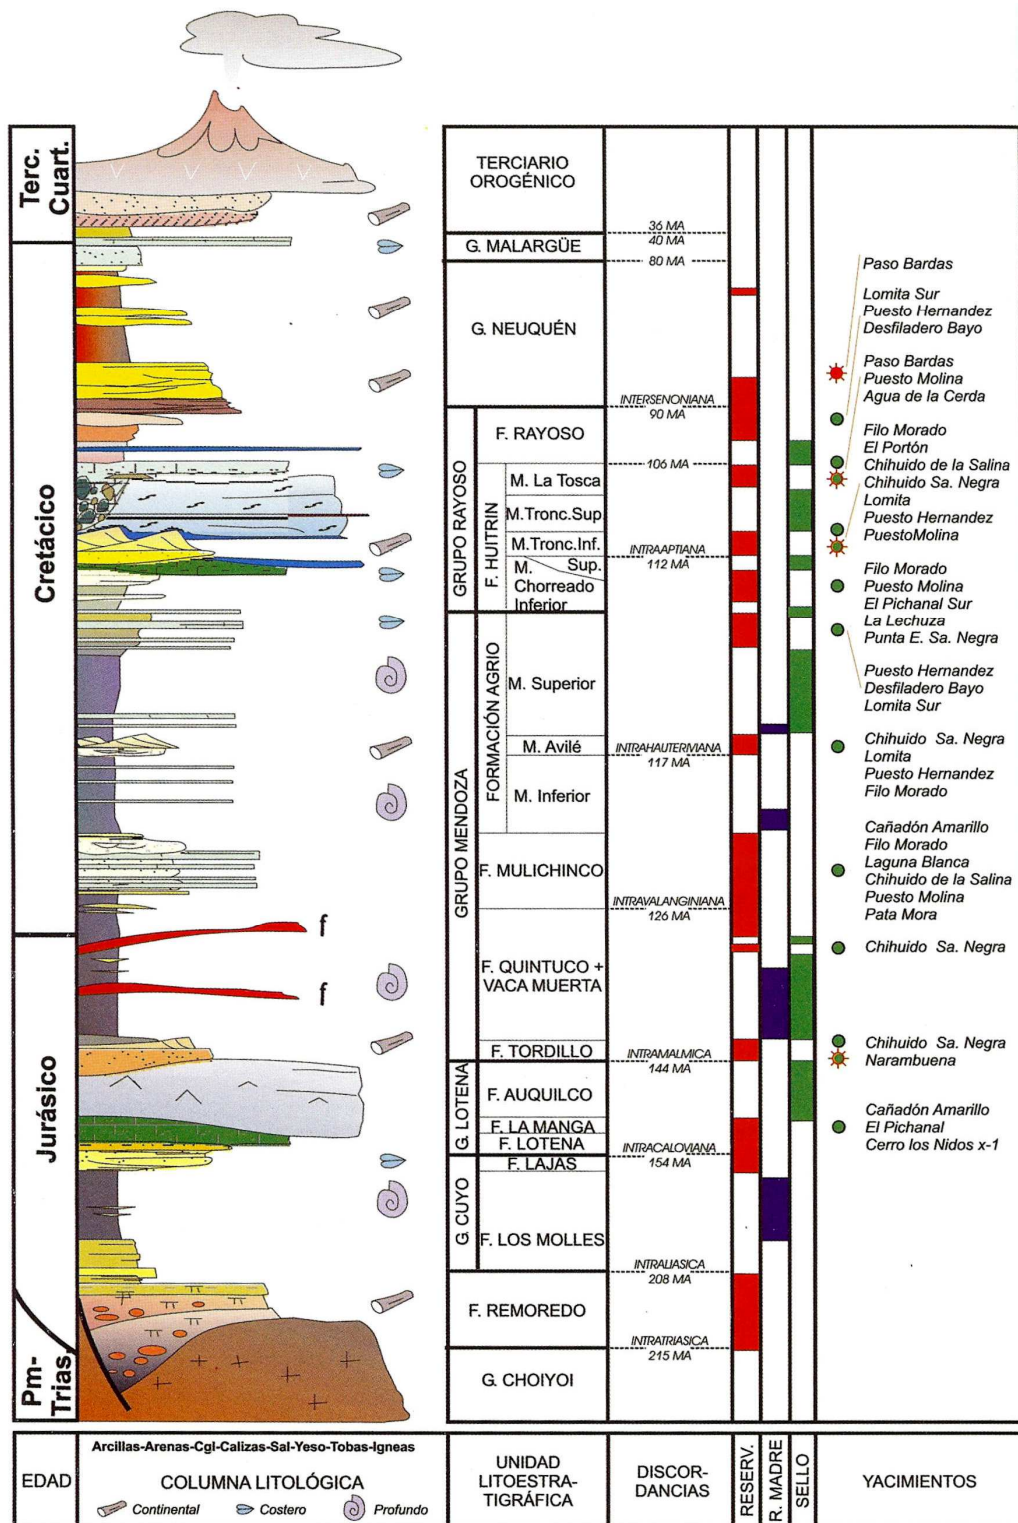 Terc.
Cuart.
Cretácico
Jurásico
Pm-
Trias.
f
f
TERCIARIO
OROGÉNICO
G. MALARGÜE
G. NEUQUÉN
GRUPO RAYOSO
F. RAYOSO
F. HUITRIN
M. La Tosca
M.Tronc.Sup
M.Tronc.Inf.
M. Sup.
Chorreado
Inferior
GRUPO MENDOZA
FORMACIÓN AGRIO
M. Superior
M. Avilé
M. Inferior
F. MULICHINCO
F. QUINTUCO +
VACA MUERTA
F. TORDILLO
G. LOTENA
F. AUQUILCO
F. LA MANGA
F. LOTENA
G. CUYO
F. LAJAS
F. LOS MOLLES
F. REMOREDO
G. CHOIYOI
36 MA
40 MA
80 MA
INTERSENONIANA
90 MA
106 MA
INTRAAPTIANA
112 MA
INTRAHAUTERIVIANA
117 MA
INTRAVALANGINIANA
126 MA
INTRAMALMICA
144 MA
INTRACALOVIANA
154 MA
INTRALIASICA
208 MA
INTRATRIASICA
215 MA
Paso Bardas
Lomita Sur
Puesto Hernandez
Desfiladero Bayo
Paso Bardas
Puesto Molina
Agua de la Cerda
Filo Morado
El Portón
Chihuido de la Salina
Chihuido Sa. Negra
Lomita
Puesto Hernandez
PuestoMolina
Filo Morado
Puesto Molina
El Pichanal Sur
La Lechuza
Punta E. Sa. Negra
Puesto Hernandez
Desfiladero Bayo
Lomita Sur
Chihuido Sa. Negra
Lomita
Puesto Hernandez
Filo Morado
Cañadón Amarillo
Filo Morado
Laguna Blanca
Chihuido de la Salina
Puesto Molina
Pata Mora
Chihuido Sa. Negra
Chihuido Sa. Negra
Narambuena
Cañadón Amarillo
El Pichanal
Cerro los Nidos x-1
EDAD
Arcillas-Arenas-Cgl-Calizas-Sal-Yeso-Tobas-Igneas
COLUMNA LITOLÓGICA
Continental Costero Profundo
UNIDAD
LITOESTRA-
TIGRÁFICA
DISCOR-
DANCIAS
RESERV.
R. MADRE
SELLO
YACIMIENTOS